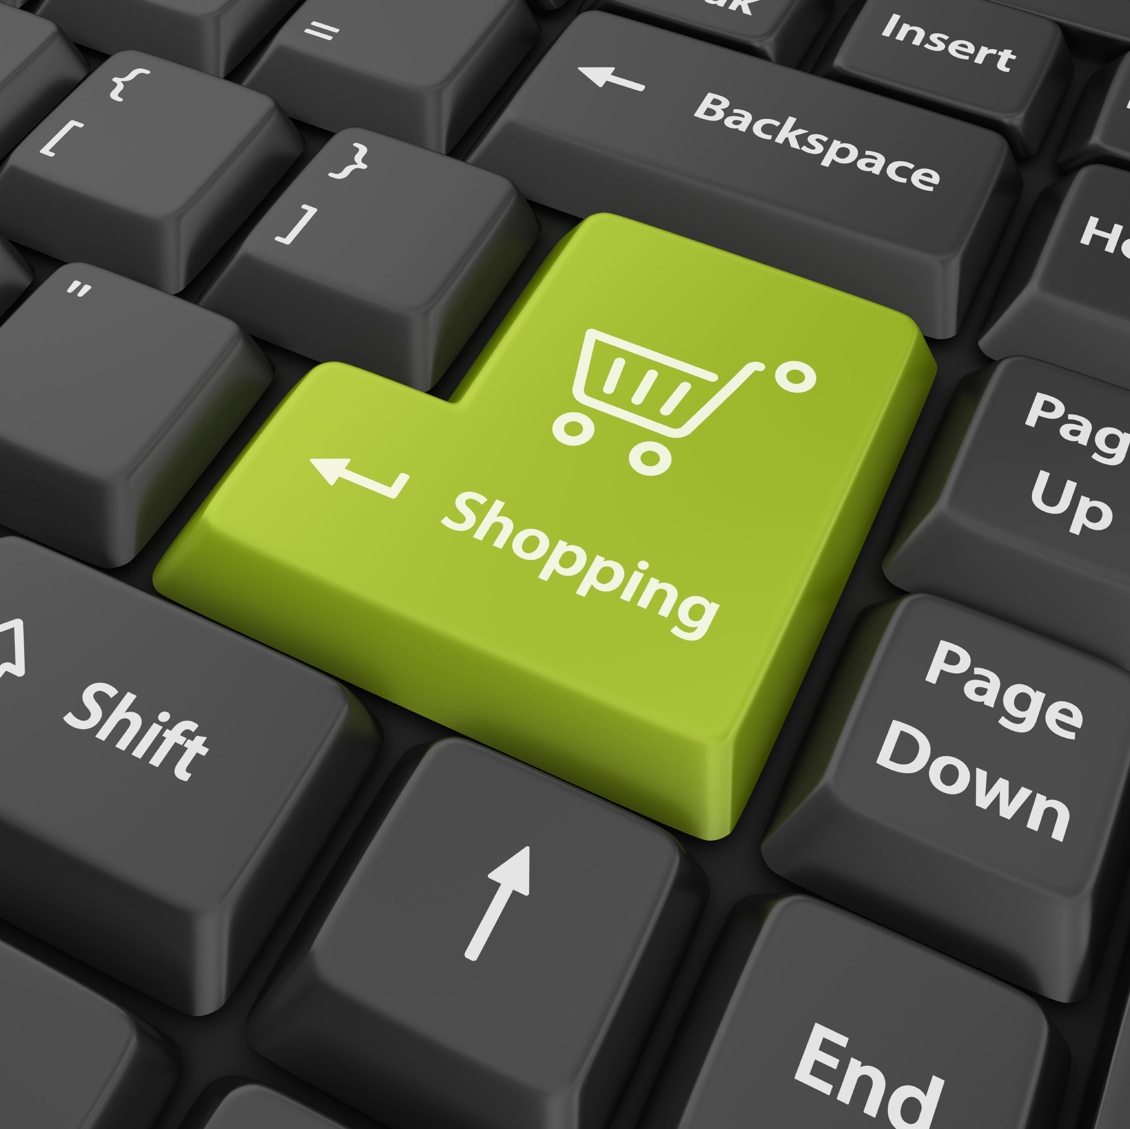 Insert
=
Backspace
{
[
}
]
"
Page
Up
Shopping
Page
Down
Shift
End